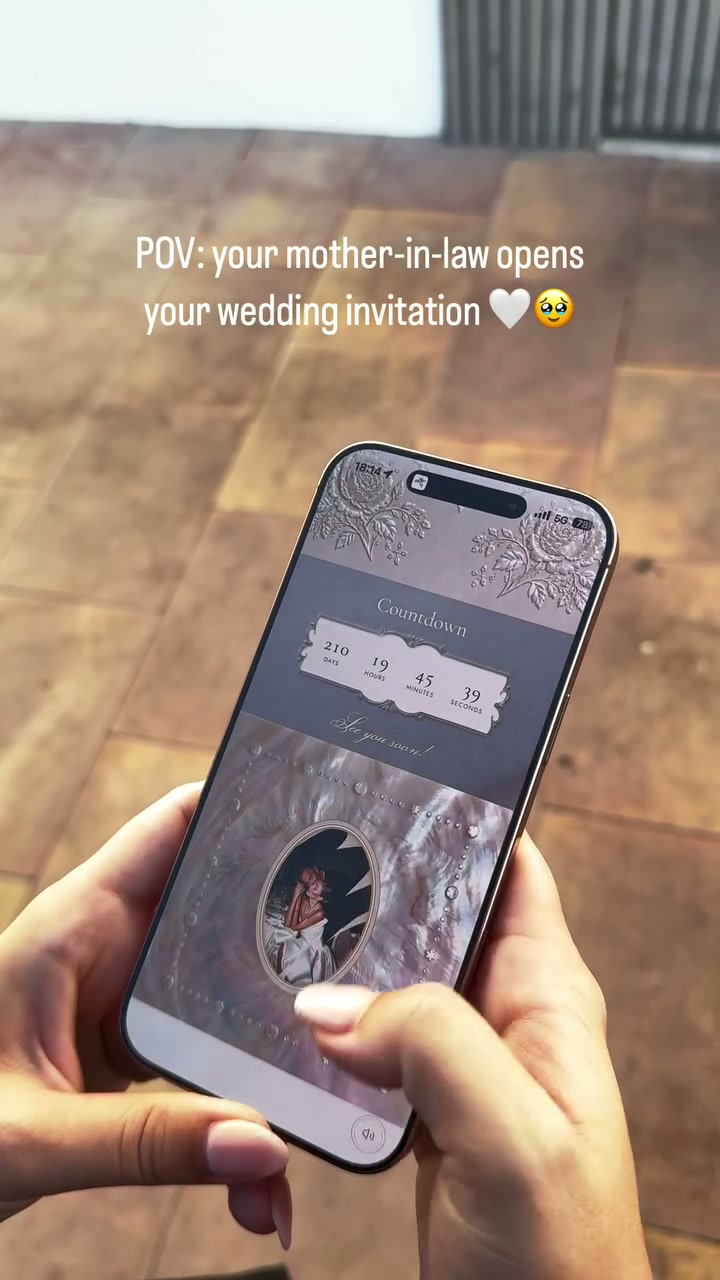 POV: your mother-in-law opens
your wedding invitation 🤍🥹
18:14
5G 78
Countdown
210 19 45 39
DAYS HOURS MINUTES SECONDS
See you soon!